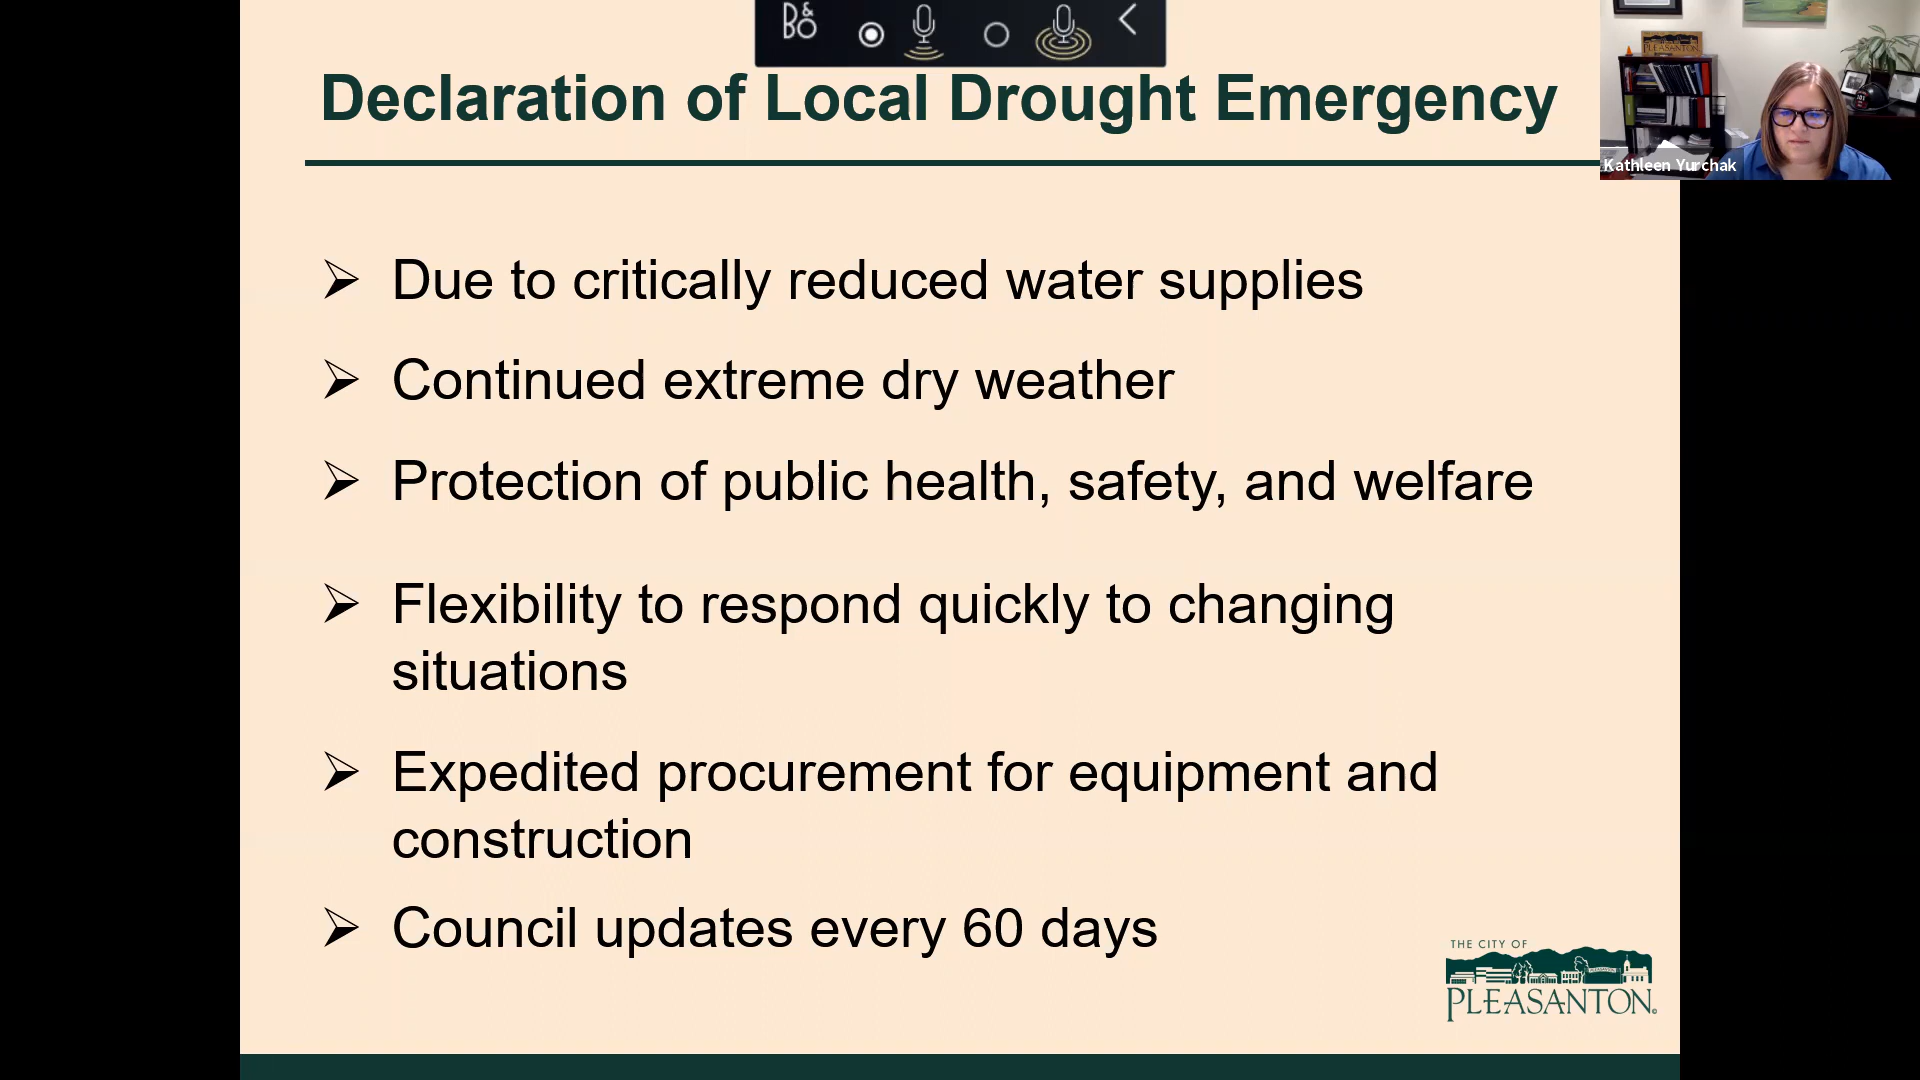 B&O
Declaration of Local Drought Emergency
PLEASANTON
Kathleen Yurchak
➢ Due to critically reduced water supplies
➢ Continued extreme dry weather
➢ Protection of public health, safety, and welfare
➢ Flexibility to respond quickly to changing
situations
➢ Expedited procurement for equipment and
construction
➢ Council updates every 60 days
THE CITY OF
PLEASANTON
PLEASANTON.